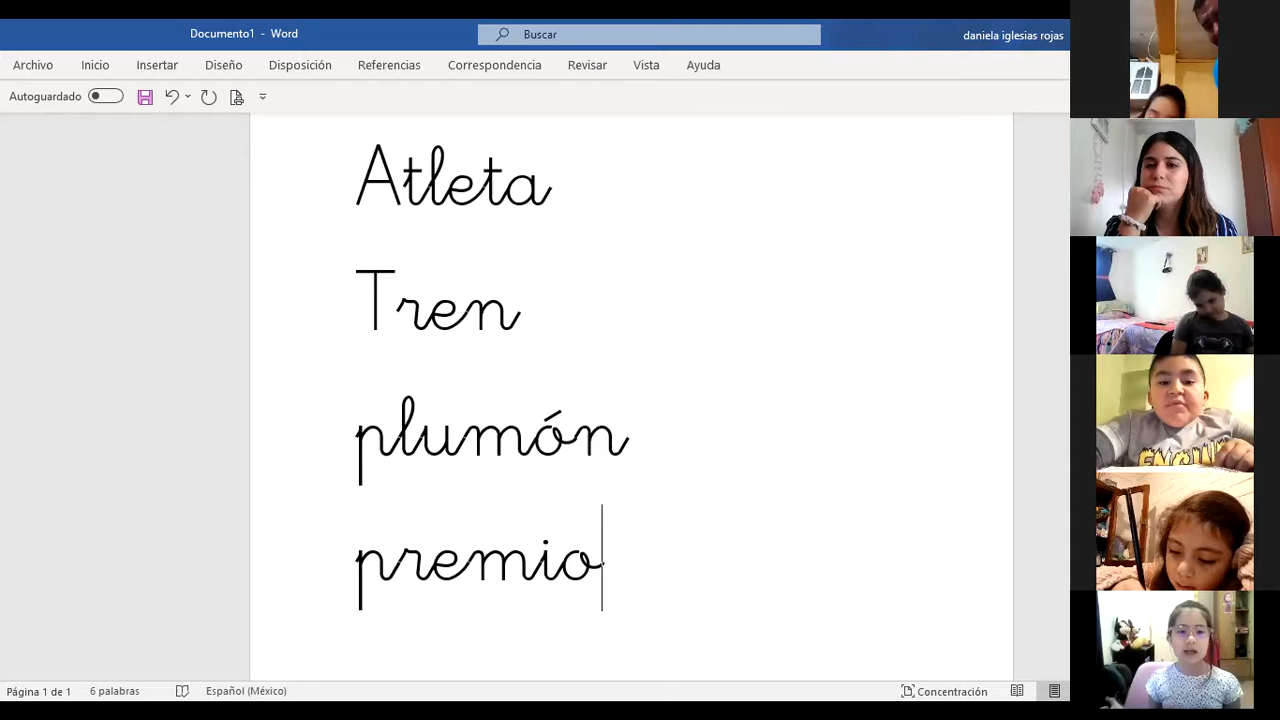 Documento1 - Word
Buscar
daniela iglesias rojas
Archivo Inicio Insertar Diseño Disposición Referencias Correspondencia Revisar Vista Ayuda
Autoguardado
Atleta
Tren
plumón
premio
Página 1 de 1 6 palabras Español (México) Concentración